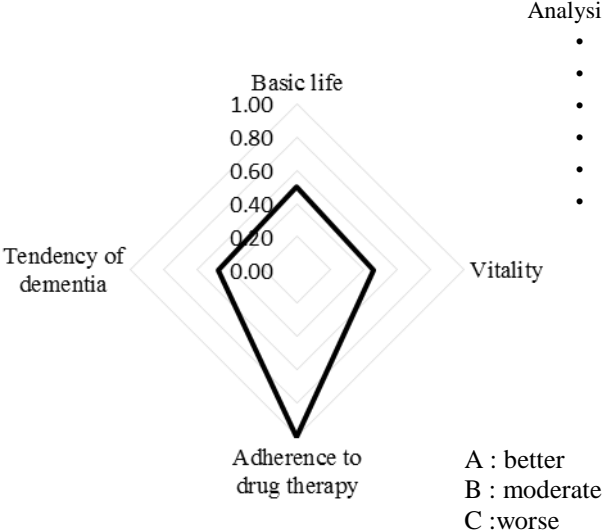 Analysi
•
•
•
•
•
•
Basic life
1.00
0.80
0.60
0.40
0.20
0.00
Tendency of
dementia
Vitality
Adherence to
drug therapy
A : better
B : moderate
C :worse